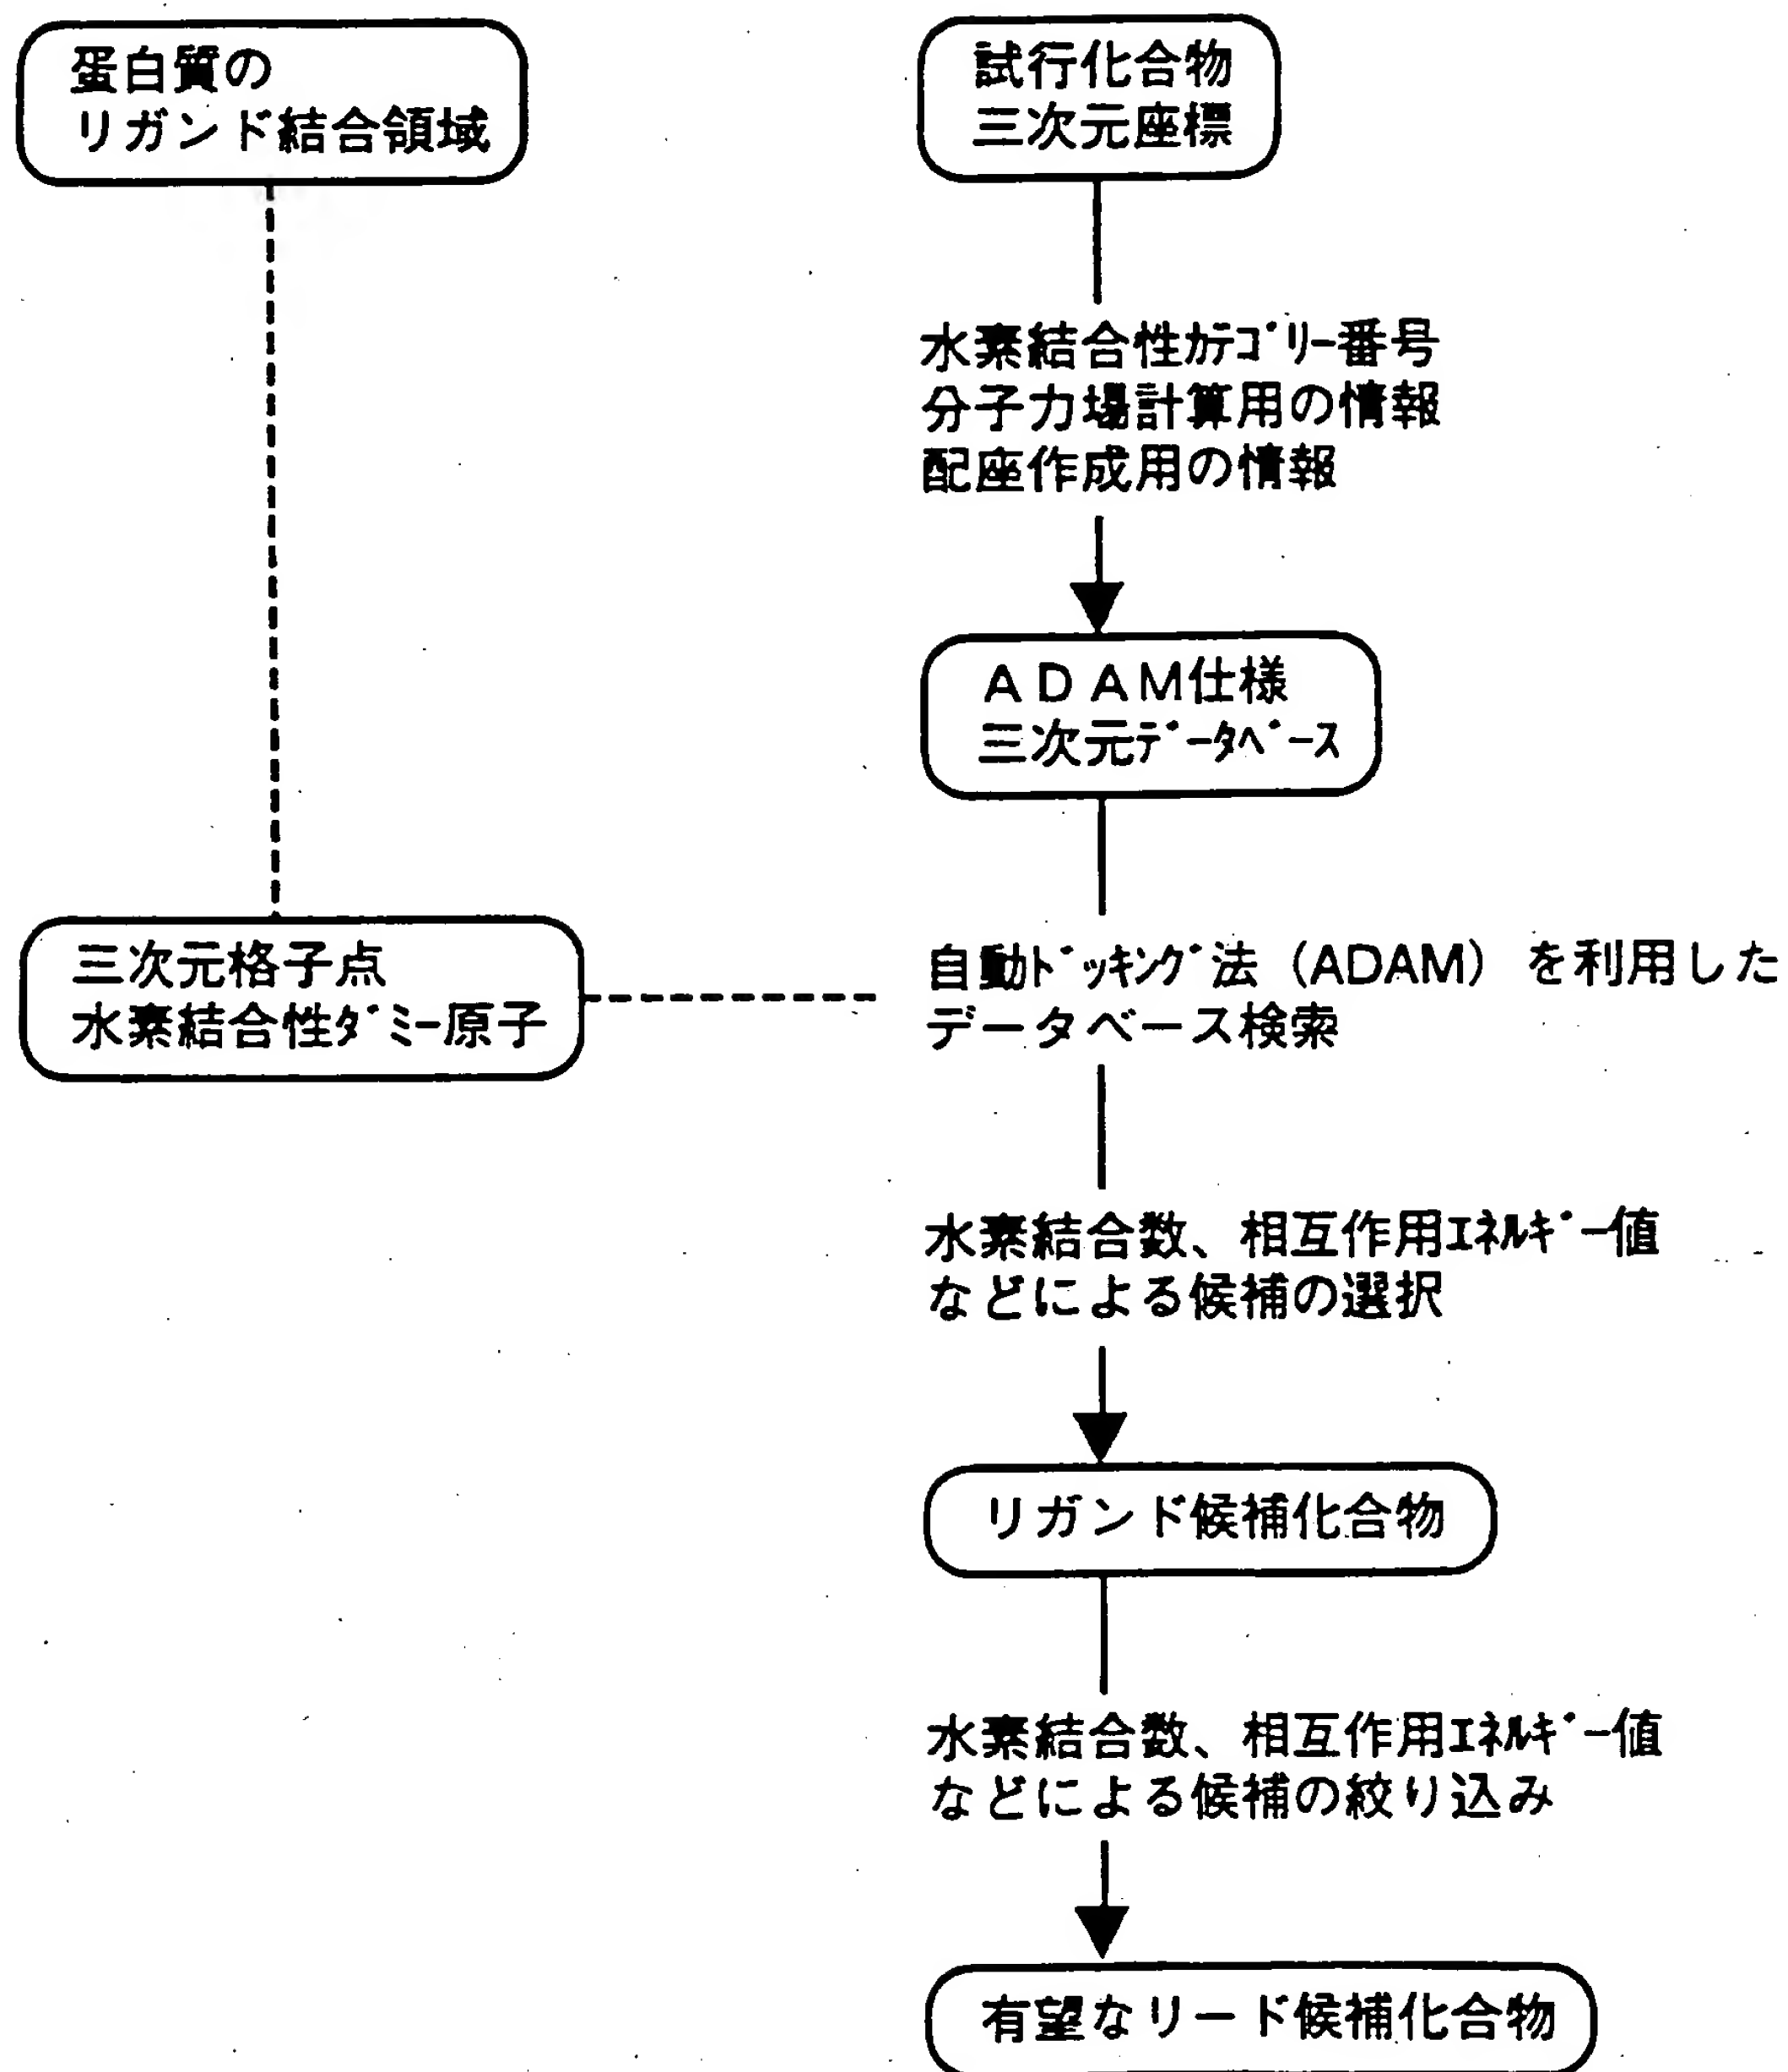 蛋白質の
リガンド結合領域
試行化合物
三次元座標
水素結合性ｶﾃｺﾞﾘｰ番号
分子力場計算用の情報
配座作成用の情報
ＡＤＡＭ仕様
三次元ﾃﾞｰﾀﾍﾞｰｽ
三次元格子点
水素結合性ﾀﾞﾐｰ原子
自動ﾄﾞｯｷﾝｸﾞ法（ADAM）を利用した
データベース検索
水素結合数、相互作用ｴﾈﾙｷﾞｰ値
などによる候補の選択
リガンド候補化合物
水素結合数、相互作用ｴﾈﾙｷﾞｰ値
などによる候補の絞り込み
有望なリード候補化合物